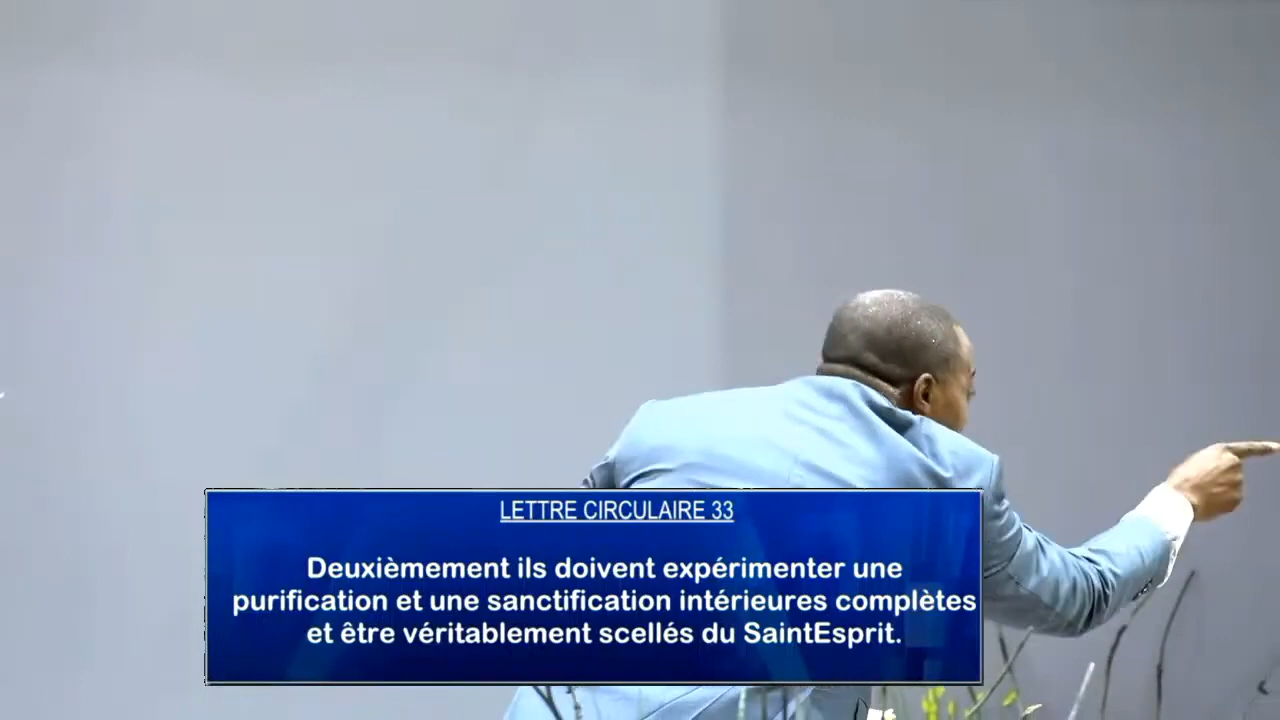 LETTRE CIRCULAIRE 33
Deuxièmement ils doivent expérimenter une
purification et une sanctification intérieures complètes
et être véritablement scellés du SaintEsprit.